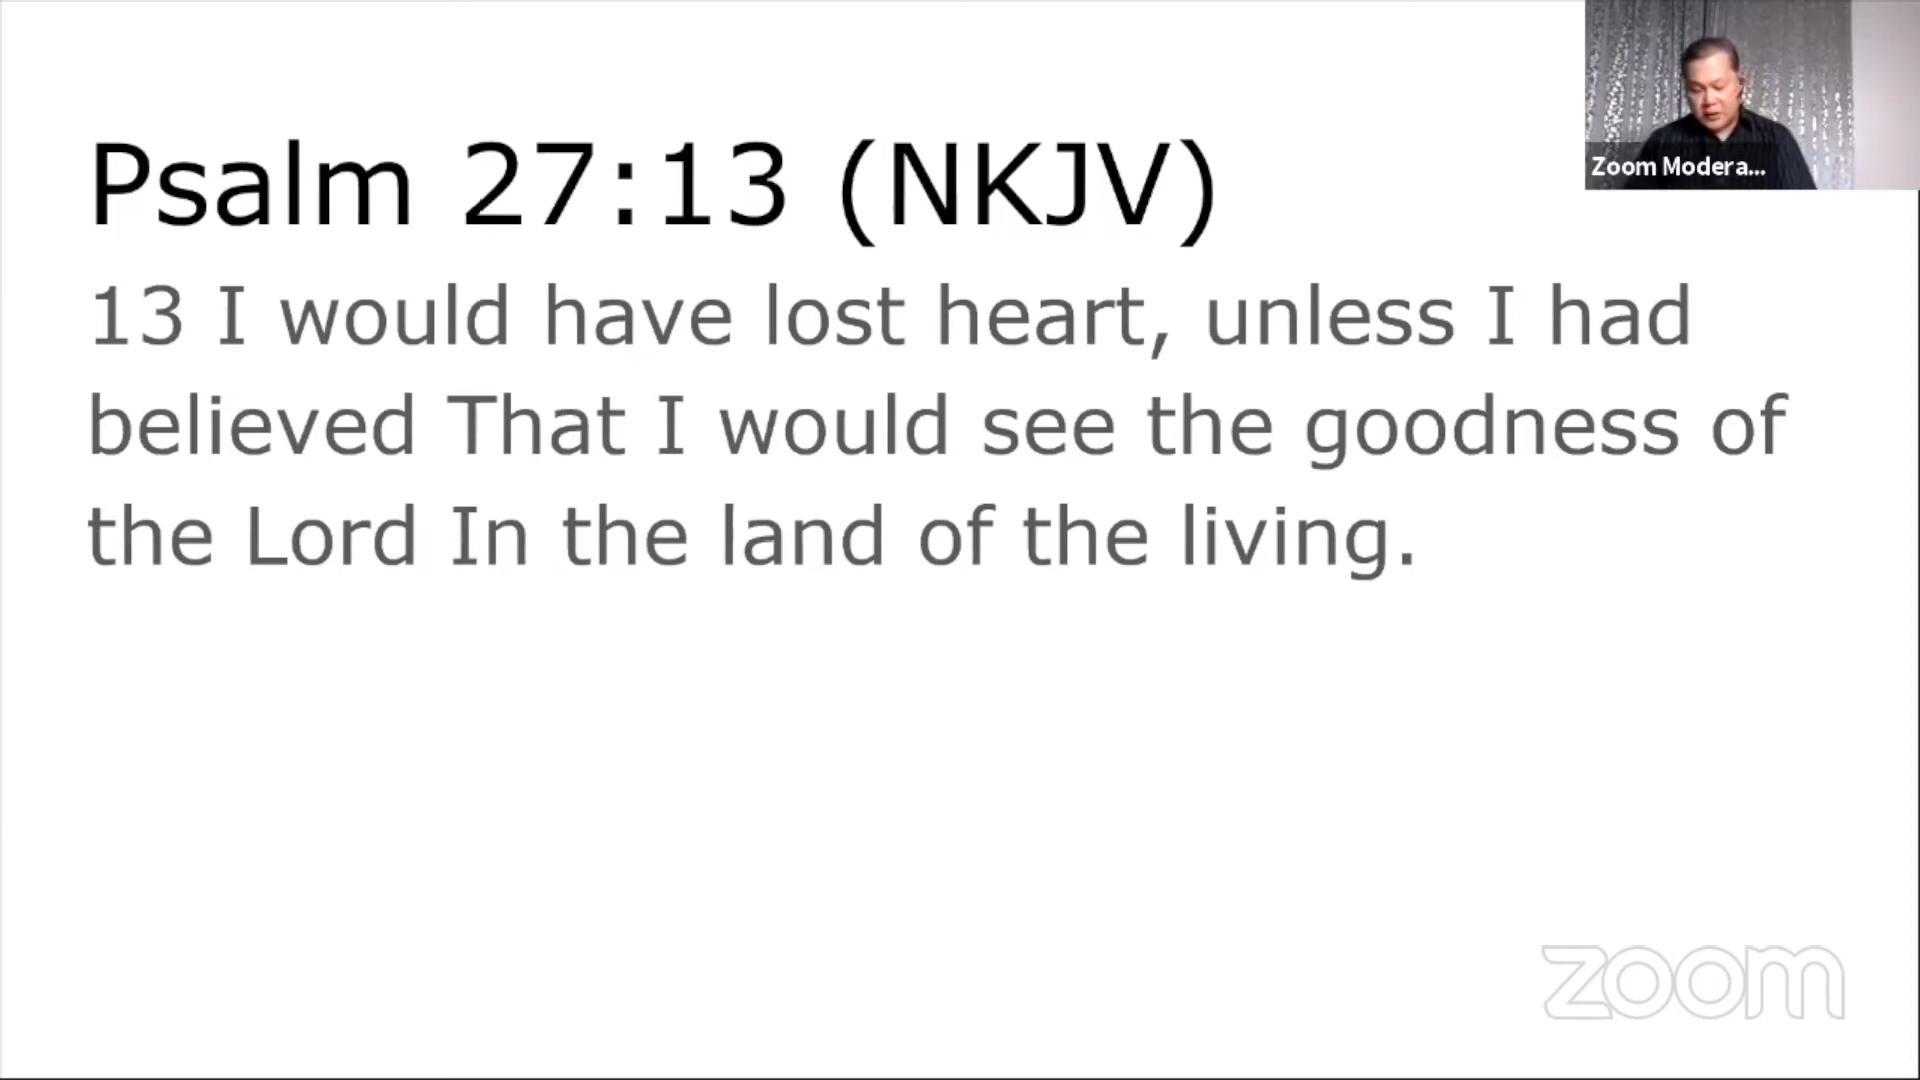 Psalm 27:13 (NKJV)
13 I would have lost heart, unless I had
believed That I would see the goodness of
the Lord In the land of the living.
Zoom Modera...
zoom